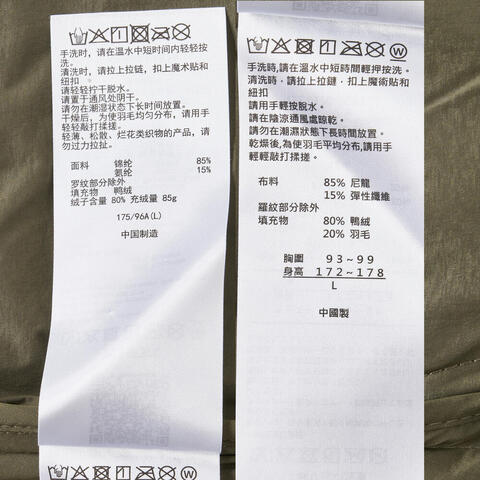 手洗时，请在温水中短时间内轻轻按
洗。
清洗时，请拉上拉链，扣上魔术贴和
纽扣
请轻轻拧干脱水。
请置于通风处阴干。
请勿在潮湿状态下长时间放置。
干燥后，为使羽毛均匀分布，请用手
轻轻敲打揉搓。
轻薄、松散、烂花类织物的产品，请
勿过力拉扯。
面料 锦纶 85%
氨纶 15%
罗纹部分除外
填充物 鸭绒
绒子含量 80% 充绒量 85g
175/96A(L)
中国制造
W
手洗時,請在溫水中短時間輕押按洗。
清洗時，請拉上拉鏈，扣上魔術貼和
紐扣
請用手輕按脫水。
請在陰涼通風處晾乾。
請勿在潮濕狀態下長時間放置。
乾燥後,為使羽毛平均分布,請用手
輕輕敲打揉搓。
布料 85% 尼龍
15% 彈性纖維
羅紋部分除外
填充物 80% 鴨絨
20% 羽毛
胸圍 93~99
身高 172~178
L
中國製
W